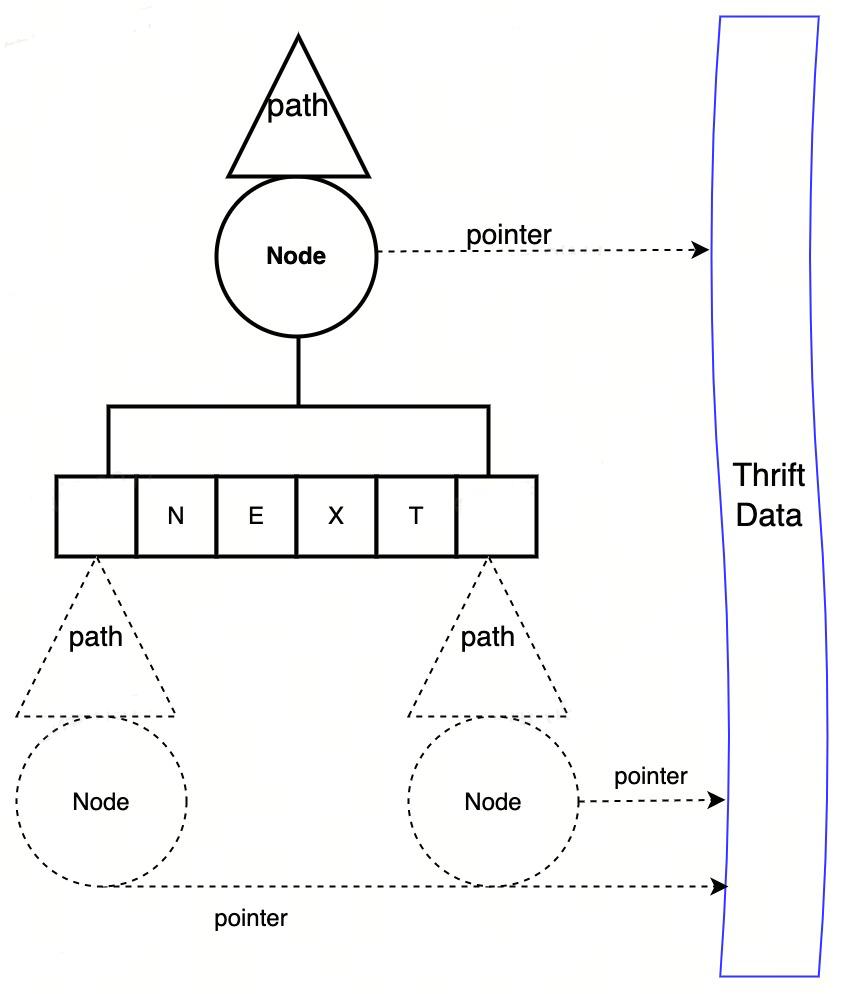 path
Node
pointer
Thrift
Data
N E X T
path
path
Node
Node
pointer
pointer